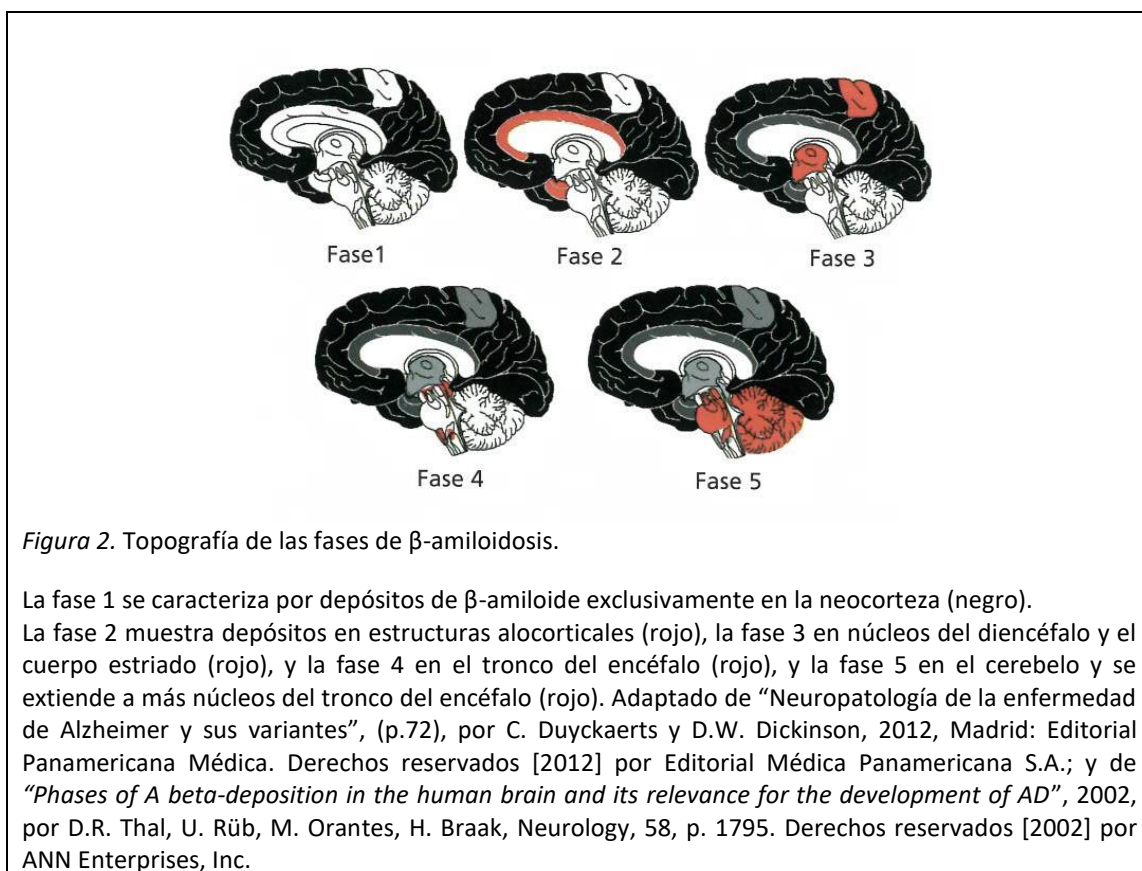 Fase1
Fase 2
Fase 3
Fase 4
Fase 5
Figura 2. Topografía de las fases de β-amiloidosis.
La fase 1 se caracteriza por depósitos de β-amiloide exclusivamente en la neocorteza (negro).
La fase 2 muestra depósitos en estructuras alocorticales (rojo), la fase 3 en núcleos del diencéfalo y el
cuerpo estriado (rojo), y la fase 4 en el tronco del encéfalo (rojo), y la fase 5 en el cerebelo y se
extiende a más núcleos del tronco del encéfalo (rojo). Adaptado de “Neuropatología de la enfermedad
de Alzheimer y sus variantes”, (p.72), por C. Duyckaerts y D.W. Dickinson, 2012, Madrid: Editorial
Panamericana Médica. Derechos reservados [2012] por Editorial Médica Panamericana S.A.; y de
“Phases of A beta-deposition in the human brain and its relevance for the development of AD”, 2002,
por D.R. Thal, U. Rüb, M. Orantes, H. Braak, Neurology, 58, p. 1795. Derechos reservados [2002] por
ANN Enterprises, Inc.